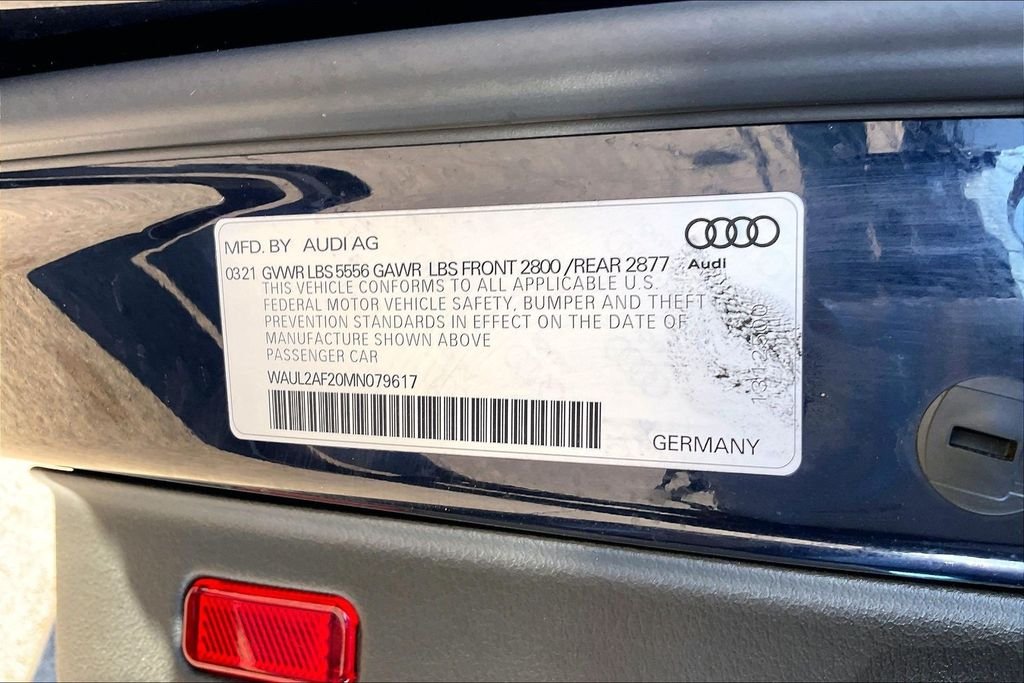 MFD. BY AUDI AG
Audi
0321 GVWR LBS 5556 GAWR LBS FRONT 2800 /REAR 2877
THIS VEHICLE CONFORMS TO ALL APPLICABLE U.S.
FEDERAL MOTOR VEHICLE SAFETY, BUMPER AND THEFT
PREVENTION STANDARDS IN EFFECT ON THE DATE OF
MANUFACTURE SHOWN ABOVE
PASSENGER CAR
WAUL2AF20MN079617
GERMANY